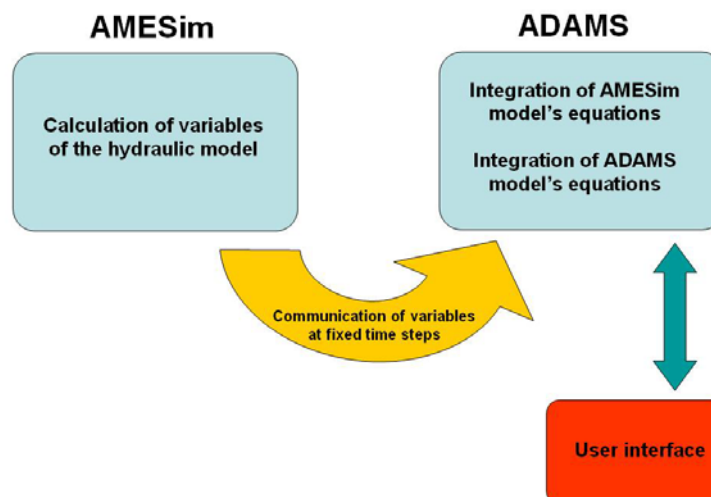 AMESim
ADAMS
Calculation of variables
of the hydraulic model
Integration of AMESim
model's equations
Integration of ADAMS
model's equations
Communication of variables
at fixed time steps
User interface